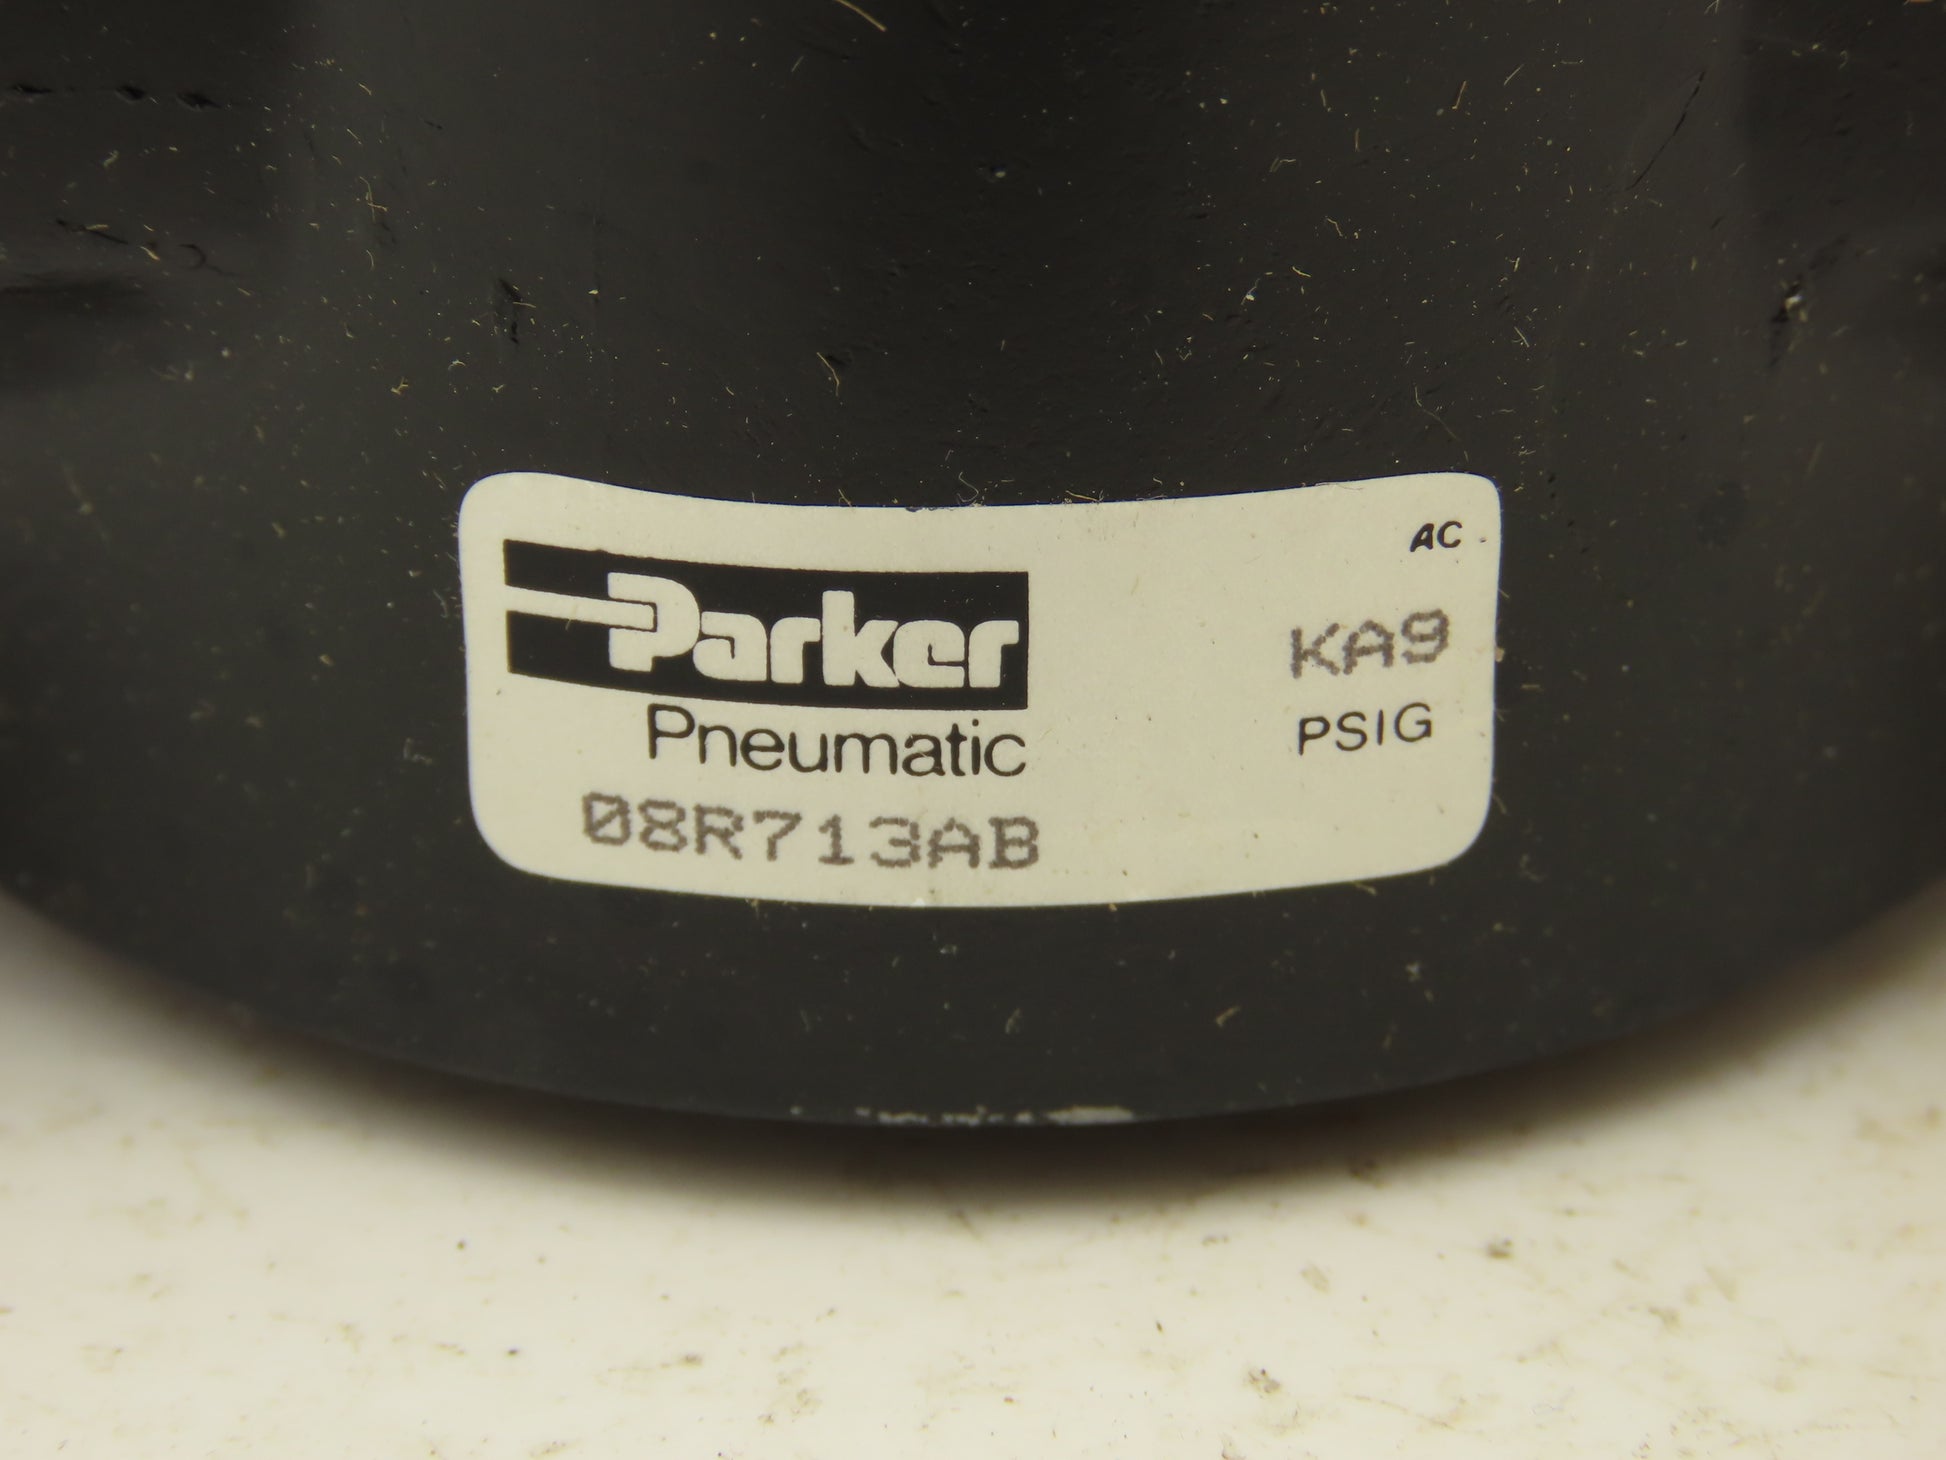 Parker
Pneumatic
08R713AB
AC
KA9
PSIG